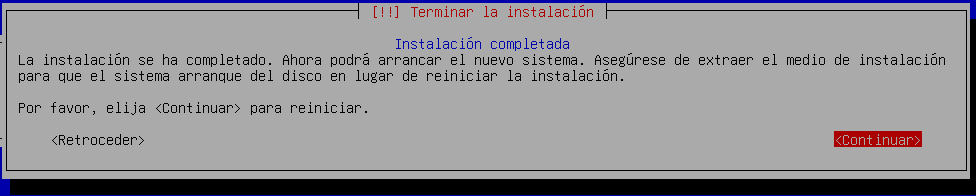 [!!] Terminar la instalación
Instalación completada
La instalación se ha completado. Ahora podrá arrancar el nuevo sistema. Asegúrese de extraer el medio de instalación
para que el sistema arranque del disco en lugar de reiniciar la instalación.
Por favor, elija <Continuar> para reiniciar.
<Retroceder> <Continuar>